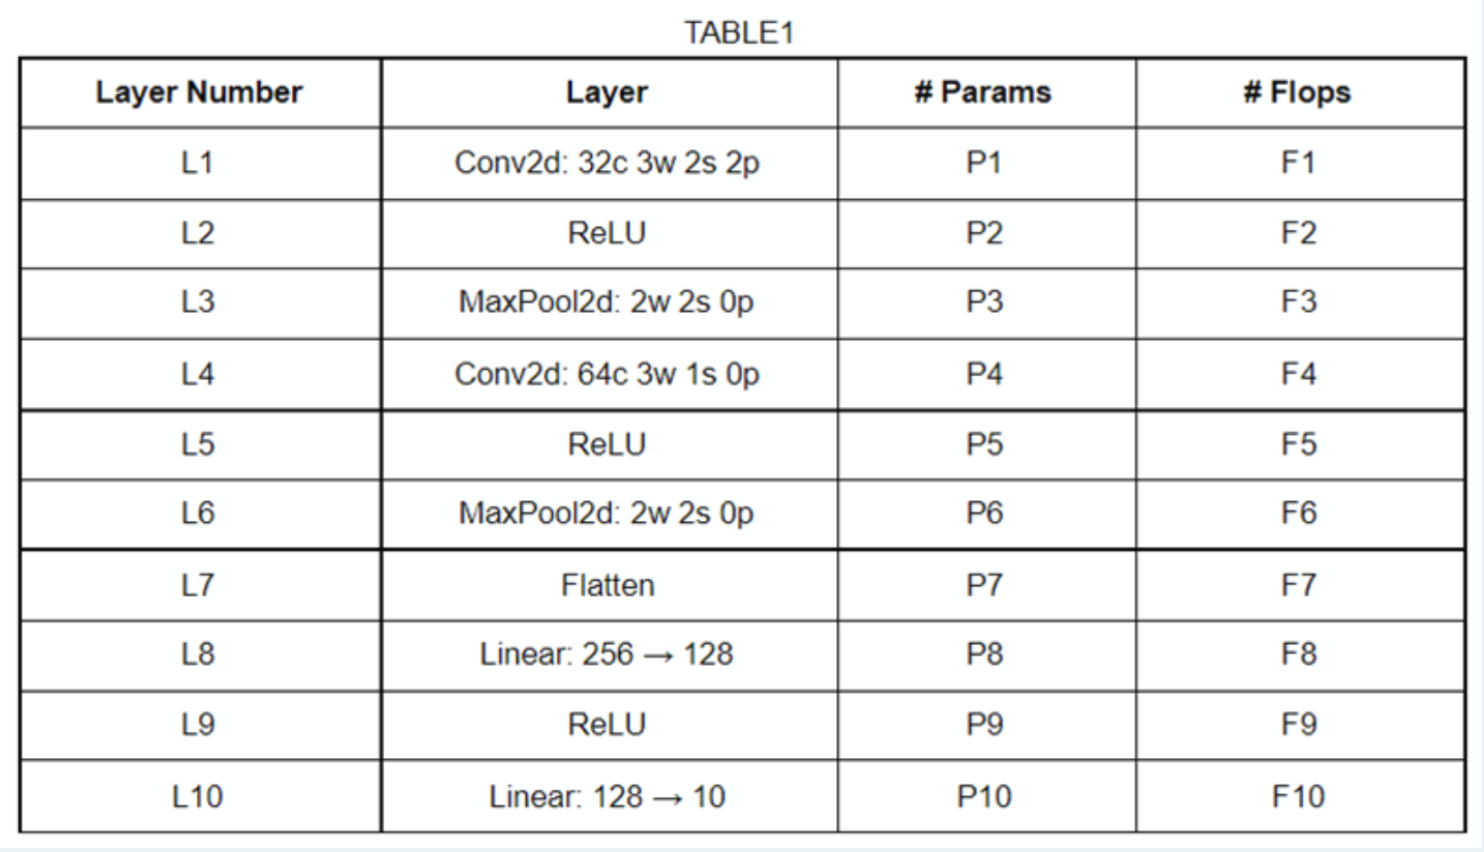 TABLE1
Layer Number Layer # Params # Flops
L1 Conv2d: 32c 3w 2s 2p P1 F1
L2 ReLU P2 F2
L3 MaxPool2d: 2w 2s 0p P3 F3
L4 Conv2d: 64c 3w 1s 0p P4 F4
L5 ReLU P5 F5
L6 MaxPool2d: 2w 2s 0p P6 F6
L7 Flatten P7 F7
L8 Linear: 256 → 128 P8 F8
L9 ReLU P9 F9
L10 Linear: 128 → 10 P10 F10